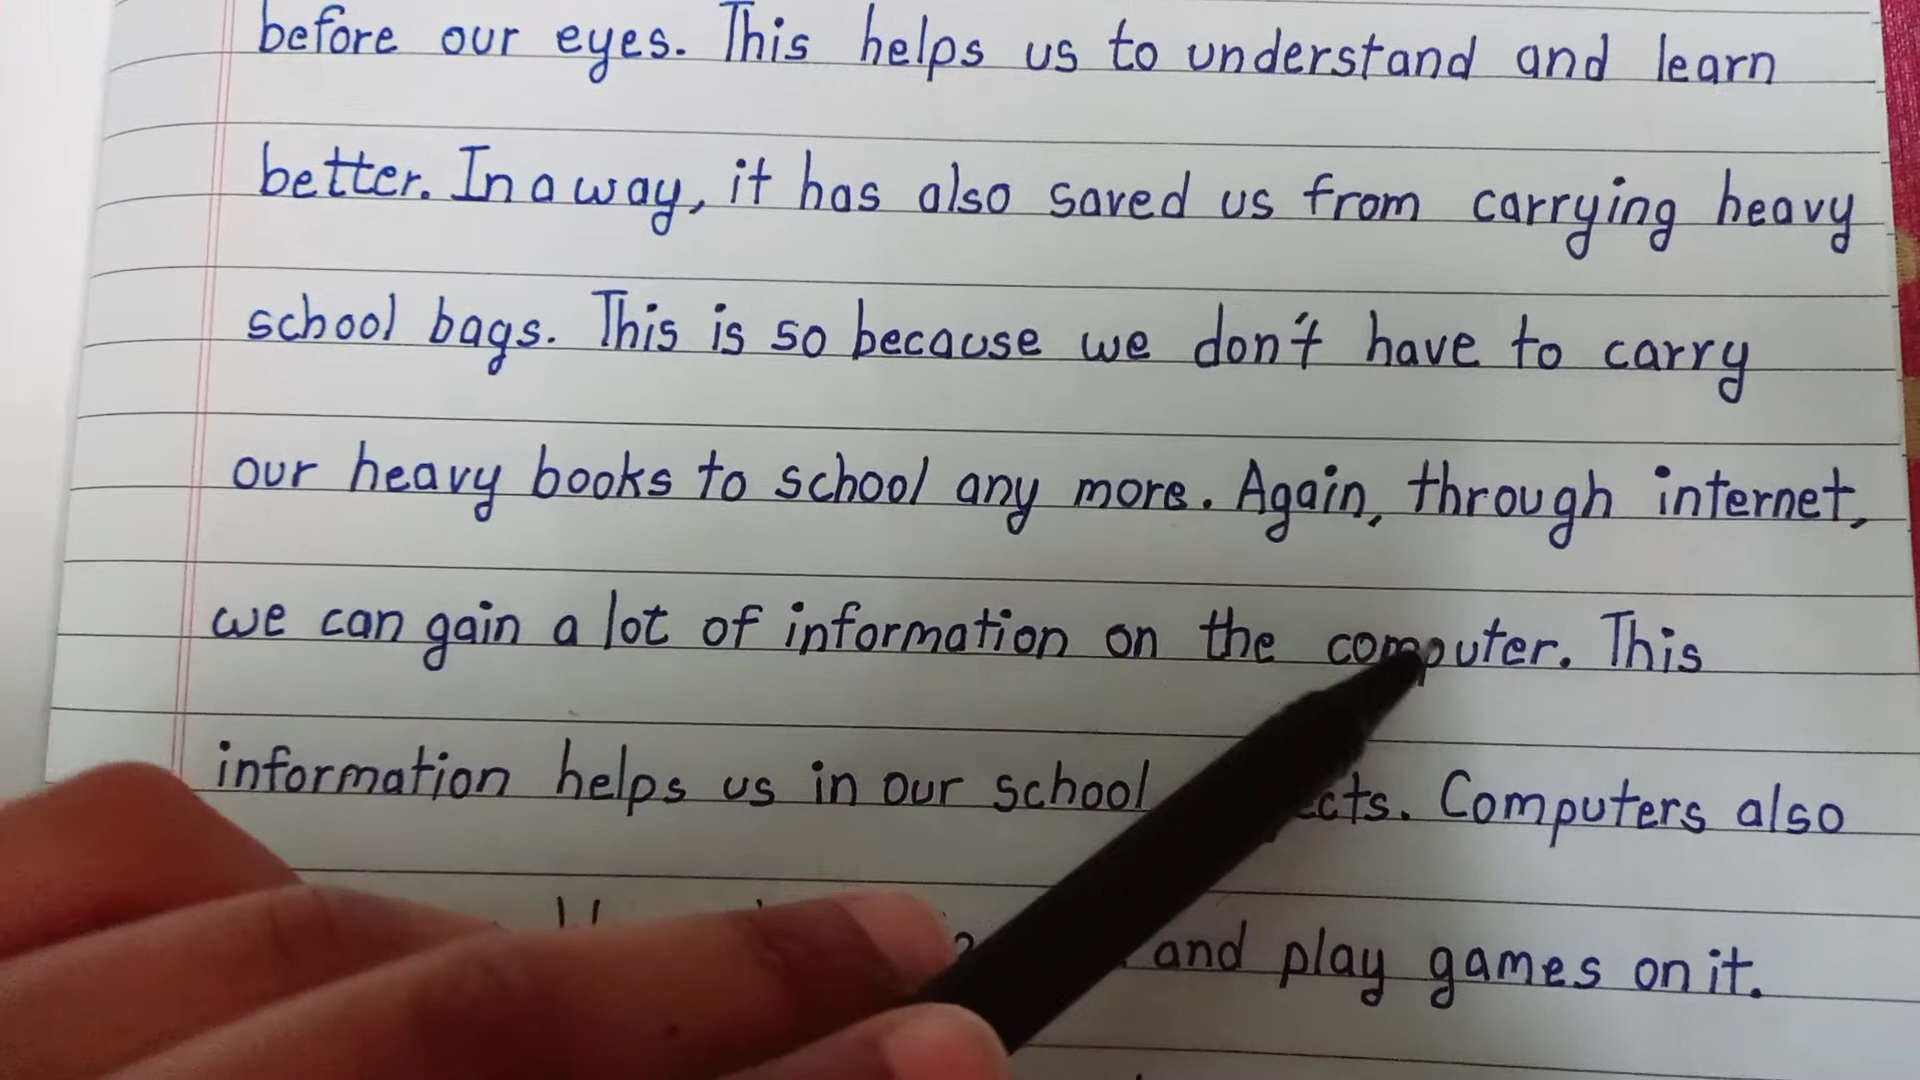 before our eyes. This helps us to understand and learn
better. In a way, it has also saved us from carrying heavy
school bags. This is so because we don't have to carry
our heavy books to school any more. Again, through internet,
we can gain a lot of information on the computer. This
information helps us in our school Computers also
and play games on it.